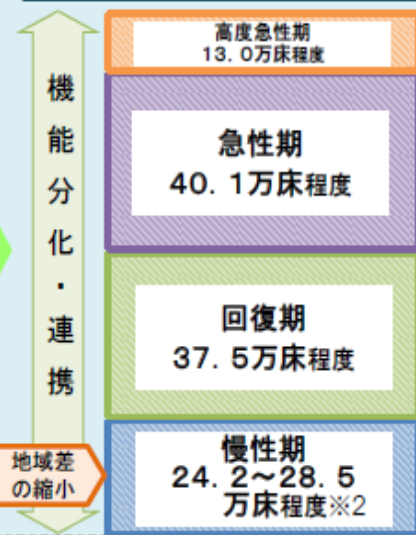 高度急性期
13.0万床程度
機能分化・連携
急性期
40.1万床程度
回復期
37.5万床程度
地域差
の縮小
慢性期
24.2～28.5
万床程度※2